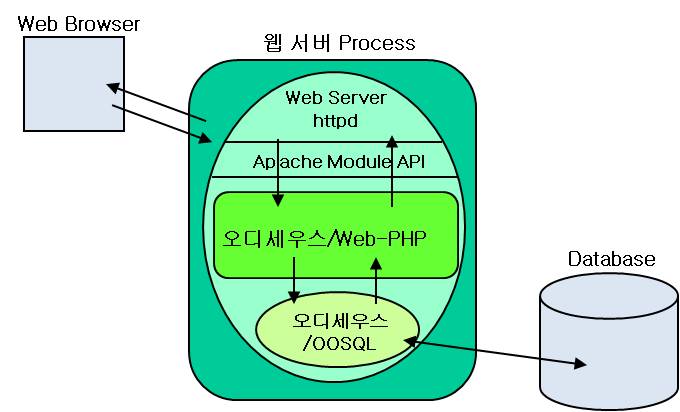 Web Browser
웹 서버 Process
Web Server
httpd
Apache Module API
오디세우스/Web-PHP
Database
오디세우스
/OOSQL